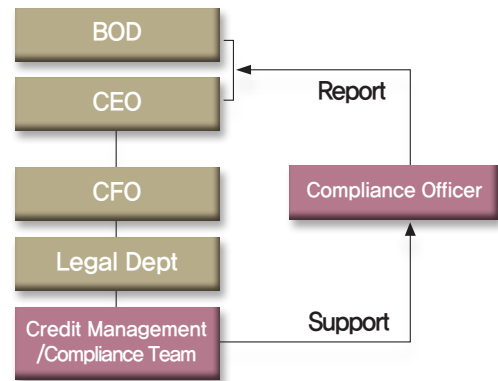 BOD
CEO
Report
CFO
Compliance Officer
Legal Dept
Credit Management
/Compliance Team
Support